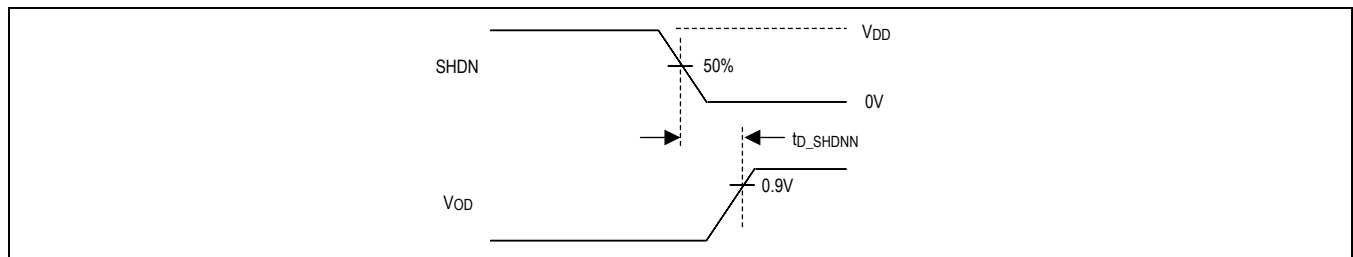 VDD
SHDN
50%
0V
tD_SHDNN
VOD
0.9V